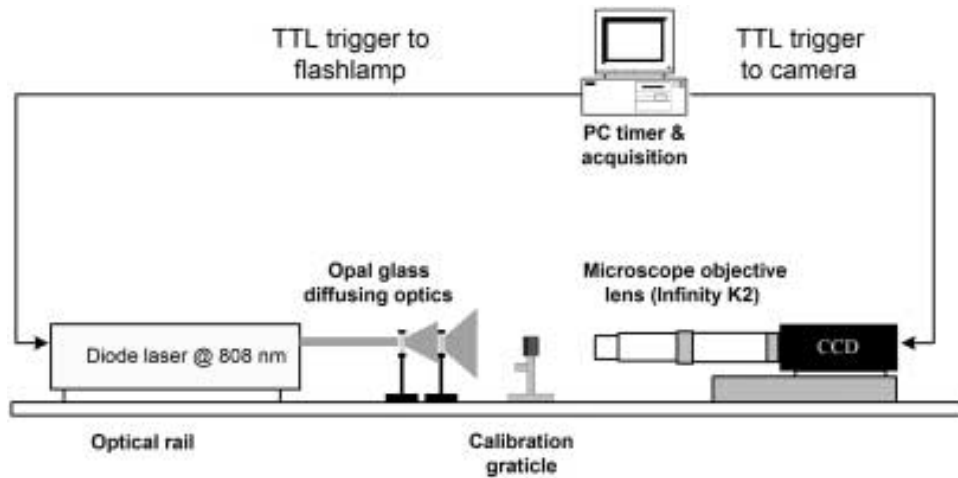 TTL trigger to
flashlamp
TTL trigger
to camera
PC timer &
acquisition
Opal glass
diffusing optics
Microscope objective
lens (Infinity K2)
Diode laser @ 808 nm
CCD
Optical rail
Calibration
graticle